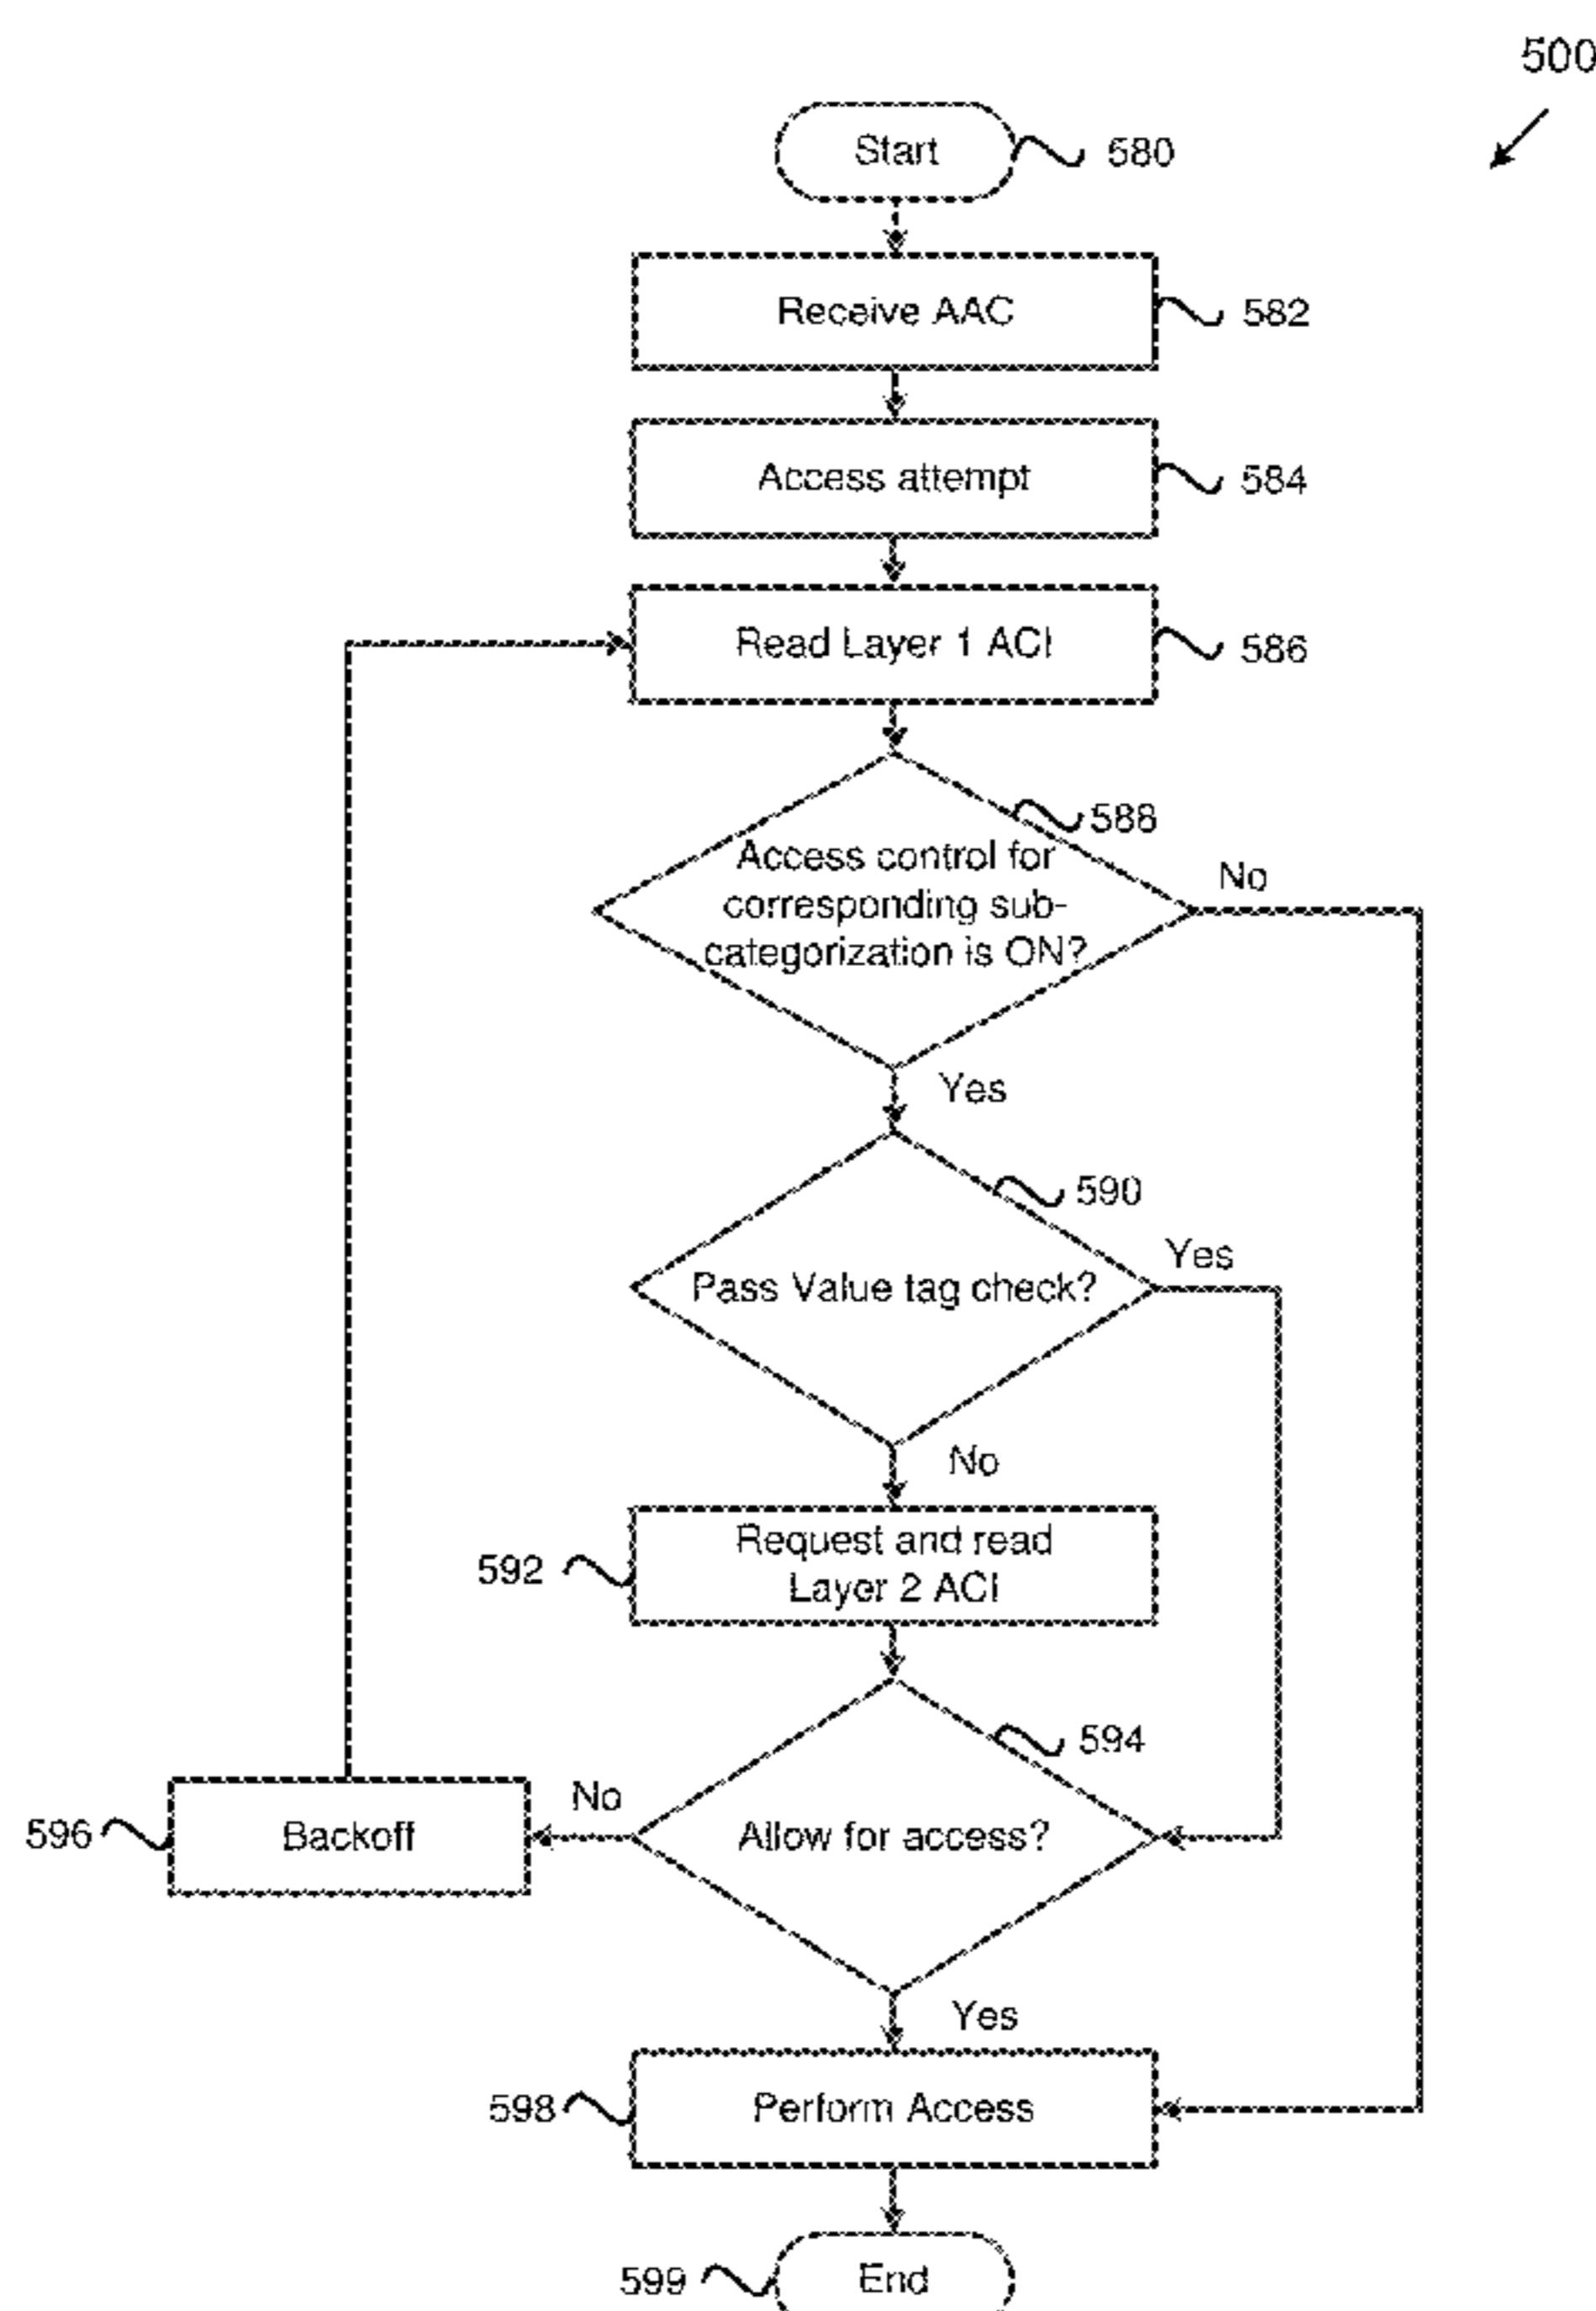 500
Start
580
Receive AAC
582
Access attempt
584
Read Layer 1 ACI
586
588
Access control for
corresponding sub-
categorization is ON?
No
Yes
590
Pass Value tag check?
Yes
No
592
Request and read
Layer 2 ACI
594
Allow for access?
No
596
Backoff
Yes
598
Perform Access
599
End